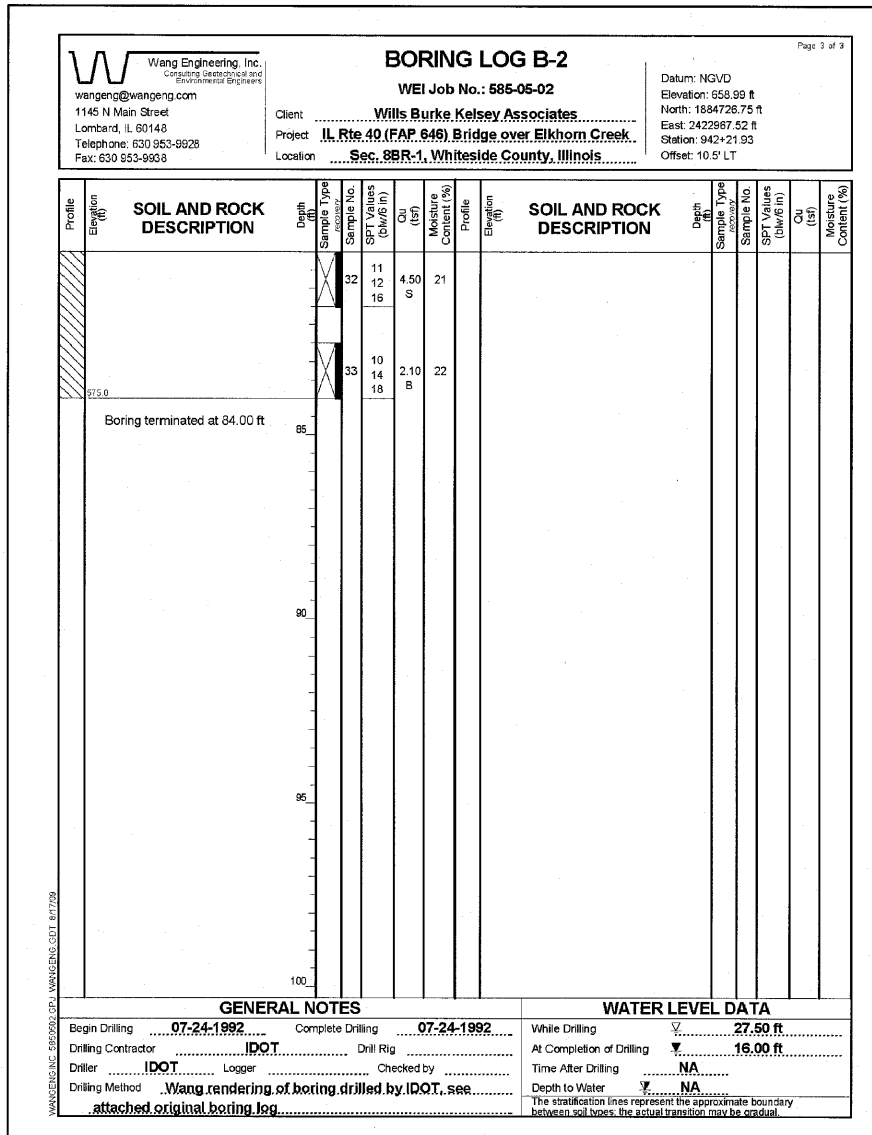 Page 3 of 3
Wang Engineering, Inc.
Consulting Geotechnical and
Environmental Engineers
wangeng@wangeng.com
1145 N Main Street
Lombard, IL 60148
Telephone: 630 953-9928
Fax: 630 953-9938
BORING LOG B-2
WEI Job No.: 585-05-02
Client Wills Burke Kelsey Associates
Project IL Rte 40 (FAP 646) Bridge over Elkhorn Creek
Location Sec. 8BR-1, Whiteside County, Illinois
Datum: NGVD
Elevation: 658.99 ft
North: 1884726.75 ft
East: 2422967.52 ft
Station: 942+21.93
Offset: 10.5' LT
Profile
Elevation (ft)
SOIL AND ROCK DESCRIPTION
Depth (ft)
Sample Type
recovery
Sample No.
SPT Values (blw/6 in)
Qu (tsf)
Moisture Content (%)
Profile
Elevation (ft)
SOIL AND ROCK DESCRIPTION
Depth (ft)
Sample Type
recovery
Sample No.
SPT Values (blw/6 in)
Qu (tsf)
Moisture Content (%)
11
32 12 4.50 21
16 S
10
33 14 2.10 22
18 B
575.0
Boring terminated at 84.00 ft
85
90
95
100
GENERAL NOTES
Begin Drilling 07-24-1992 Complete Drilling 07-24-1992
Drilling Contractor IDOT Drill Rig
Driller IDOT Logger Checked by
Drilling Method Wang rendering of boring drilled by IDOT, see
attached original boring log
WATER LEVEL DATA
While Drilling 27.50 ft
At Completion of Drilling 16.00 ft
Time After Drilling NA
Depth to Water NA
The stratification lines represent the approximate boundary
between soil types; the actual transition may be gradual.
WANGENGINC 5850502.GPJ WANGENG.GDT 8/17/09